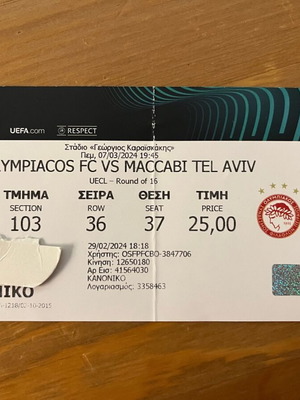 UEFA.com RESPECT
Στάδιο «Γεώργιος Καραϊσκάκης»
Πεμ, 07/03/2024 19:45
LYMPIACOS FC VS MACCABI TEL AVIV
UECL - Round of 16
ΤΜΗΜΑ ΣΕΙΡΑ ΘΕΣΗ ΤΙΜΗ
SECTION ROW SEAT PRICE
103 36 37 25,00
29/02/2024 18:18
Χρήστης: OSFPFCBO-3847706
Κίνηση: 12650180
Αρ Εισ: 41564030
ΚΑΝΟΝΙΚΟ
Λογαριασμός: 3358463
ΝΙΚΟ